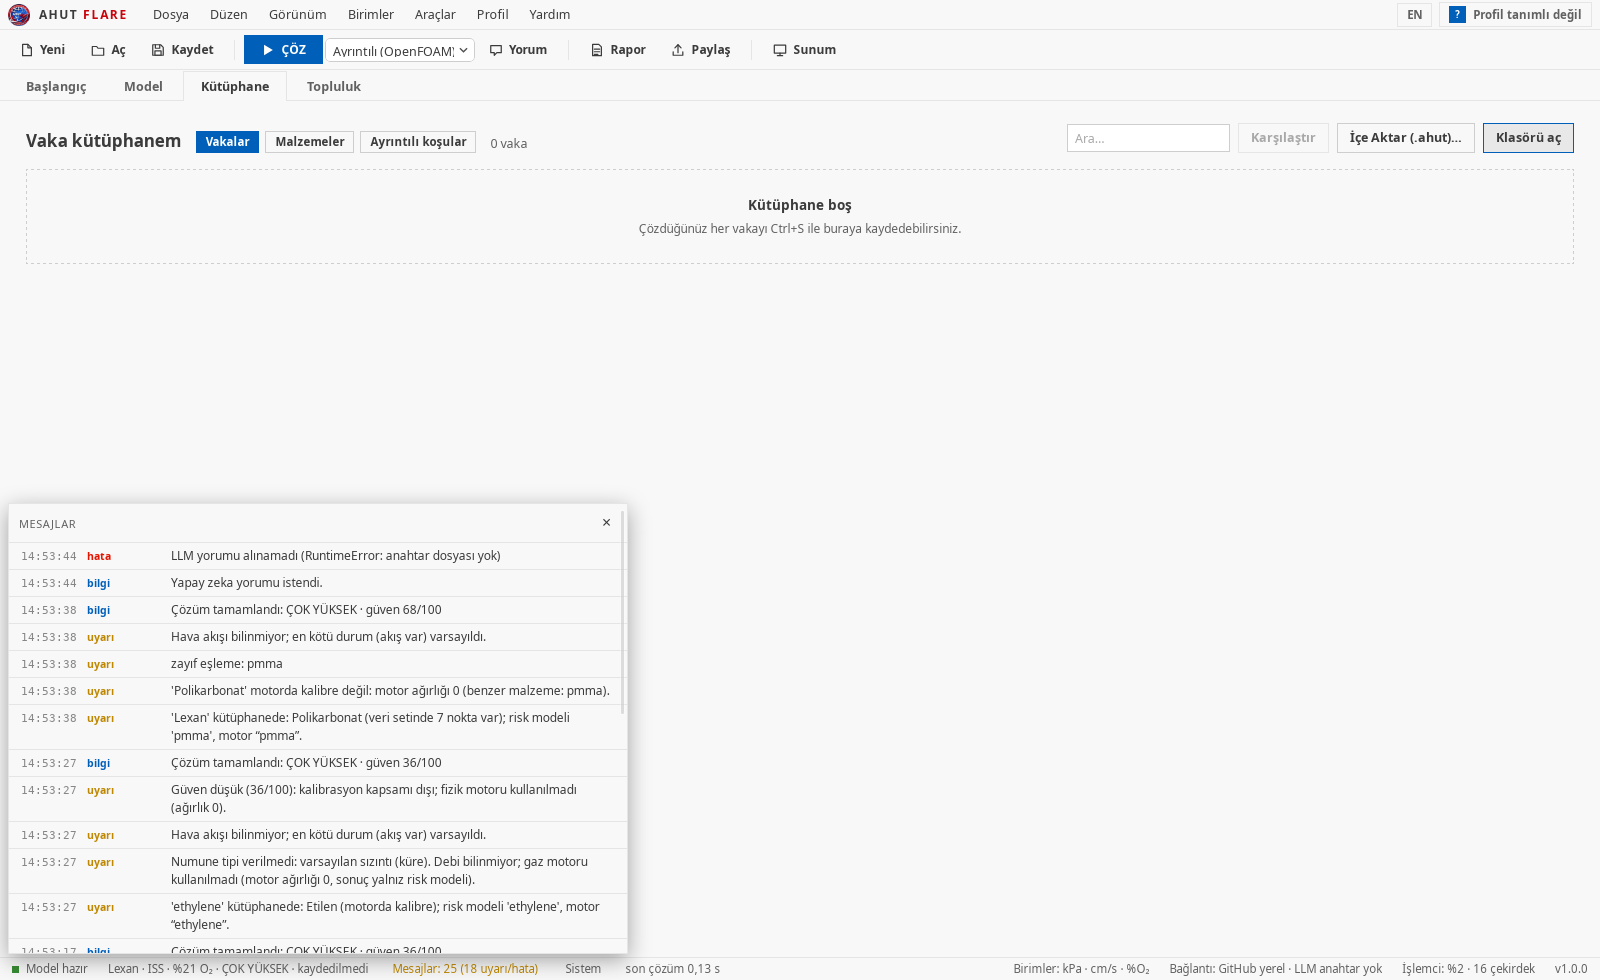 AHUT FLARE Dosya Düzen Görünüm Birimler Araçlar Profil Yardım EN ? Profil tanımlı değil
Yeni Aç Kaydet ÇÖZ Ayrıntılı (OpenFOAM) Yorum Rapor Paylaş Sunum
Başlangıç Model Kütüphane Topluluk
Vaka kütüphanem Vakalar Malzemeler Ayrıntılı koşular 0 vaka Ara... Karşılaştır İçe Aktar (.ahut)... Klasörü aç
Kütüphane boş
Çözdüğünüz her vakayı Ctrl+S ile buraya kaydedebilirsiniz.
MESAJLAR ×
14:53:44 hata LLM yorumu alınamadı (RuntimeError: anahtar dosyası yok)
14:53:44 bilgi Yapay zeka yorumu istendi.
14:53:38 bilgi Çözüm tamamlandı: ÇOK YÜKSEK · güven 68/100
14:53:38 uyarı Hava akışı bilinmiyor; en kötü durum (akış var) varsayıldı.
14:53:38 uyarı zayıf eşleme: pmma
14:53:38 uyarı 'Polikarbonat' motorda kalibre değil: motor ağırlığı 0 (benzer malzeme: pmma).
14:53:38 uyarı 'Lexan' kütüphanede: Polikarbonat (veri setinde 7 nokta var); risk modeli
'pmma', motor “pmma”.
14:53:27 bilgi Çözüm tamamlandı: ÇOK YÜKSEK · güven 36/100
14:53:27 uyarı Güven düşük (36/100): kalibrasyon kapsamı dışı; fizik motoru kullanılmadı
(ağırlık 0).
14:53:27 uyarı Hava akışı bilinmiyor; en kötü durum (akış var) varsayıldı.
14:53:27 uyarı Numune tipi verilmedi: varsayılan sızıntı (küre). Debi bilinmiyor; gaz motoru
kullanılmadı (motor ağırlığı 0, sonuç yalnız risk modeli).
14:53:27 uyarı 'ethylene' kütüphanede: Etilen (motorda kalibre); risk modeli 'ethylene', motor
“ethylene”.
14:53:17 bilgi Çözüm tamamlandı: ÇOK YÜKSEK · güven 36/100
Model hazır Lexan · ISS · %21 O₂ · ÇOK YÜKSEK · kaydedilmedi Mesajlar: 25 (18 uyarı/hata) Sistem son çözüm 0,13 s Birimler: kPa · cm/s · %O₂ Bağlantı: GitHub yerel · LLM anahtar yok İşlemci: %2 · 16 çekirdek v1.0.0